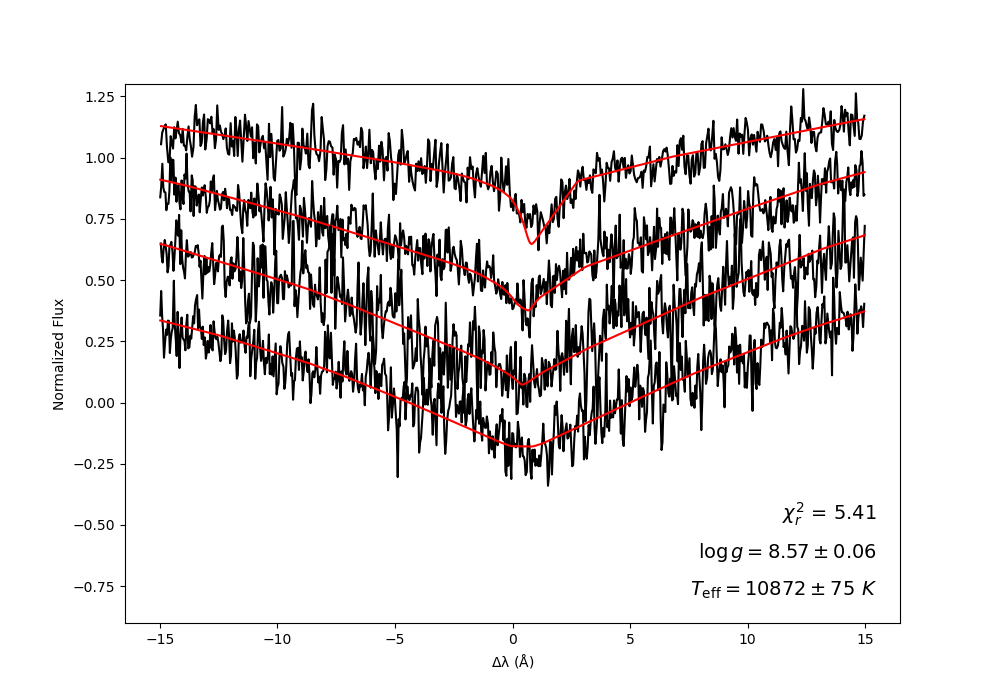 1.25
1.00
0.75
0.50
0.25
0.00
−0.25
−0.50
−0.75
Normalized Flux
χ²ᵣ = 5.41
log g = 8.57 ± 0.06
T_eff = 10872 ± 75 K
−15 −10 −5 0 5 10 15
Δλ (Å)